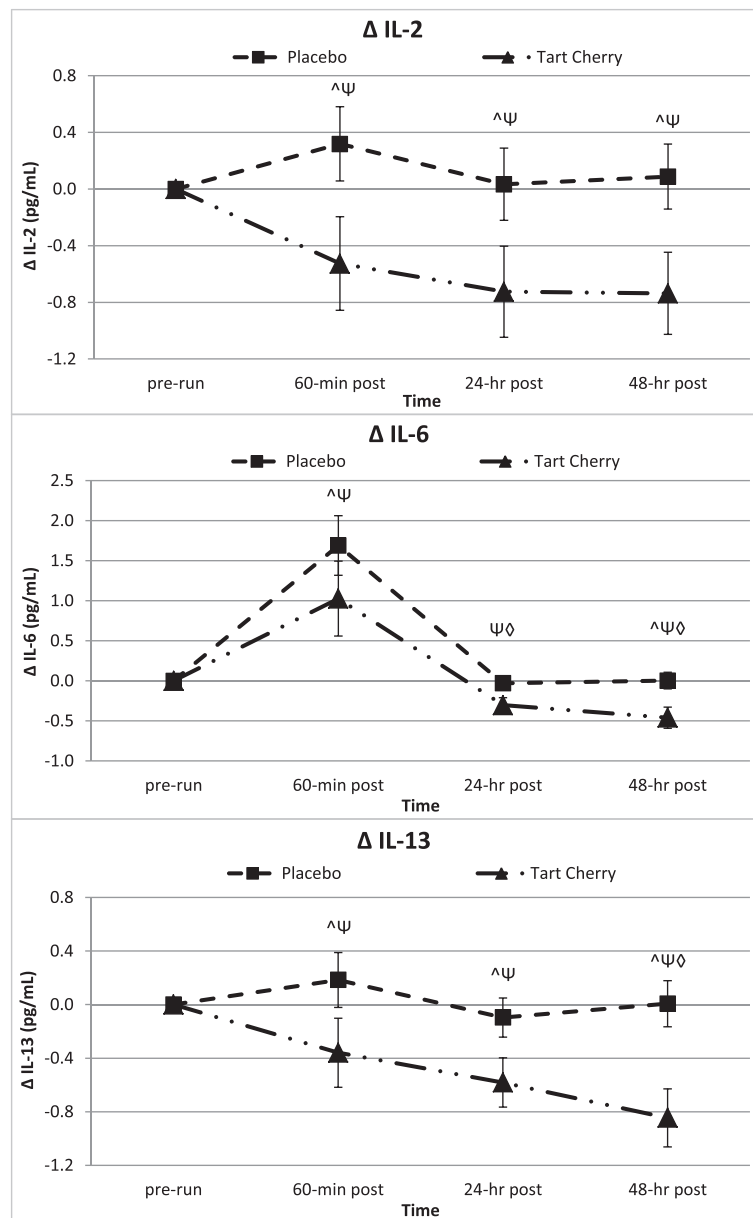 Δ IL-2
Placebo Tart Cherry
0.8
^Ψ
^Ψ ^Ψ
0.4
0.0
-0.4
-0.8
-1.2
Δ IL-2 (pg/mL)
pre-run 60-min post 24-hr post 48-hr post
Time
Δ IL-6
Placebo Tart Cherry
2.5
^Ψ
2.0
1.5
1.0
Ψ◊ ^Ψ◊
0.5
0.0
-0.5
-1.0
Δ IL-6 (pg/mL)
pre-run 60-min post 24-hr post 48-hr post
Time
Δ IL-13
Placebo Tart Cherry
0.8
^Ψ
0.4
^Ψ ^Ψ◊
0.0
-0.4
-0.8
-1.2
Δ IL-13 (pg/mL)
pre-run 60-min post 24-hr post 48-hr post
Time